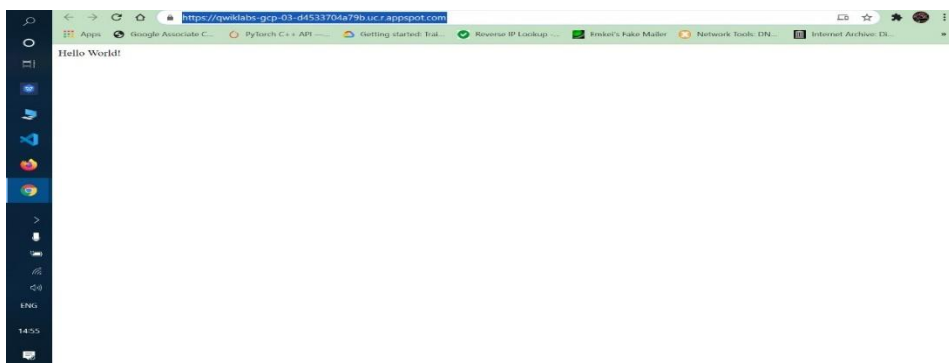 https://qwiklabs-gcp-03-d4533704a79b.uc.r.appspot.com
Apps Google Associate C... PyTorch C++ API —... Getting started: Trai... Reverse IP Lookup -... Emkei's Fake Mailer Network Tools: DN... Internet Archive: Di... »
Hello World!
ENG
14:55